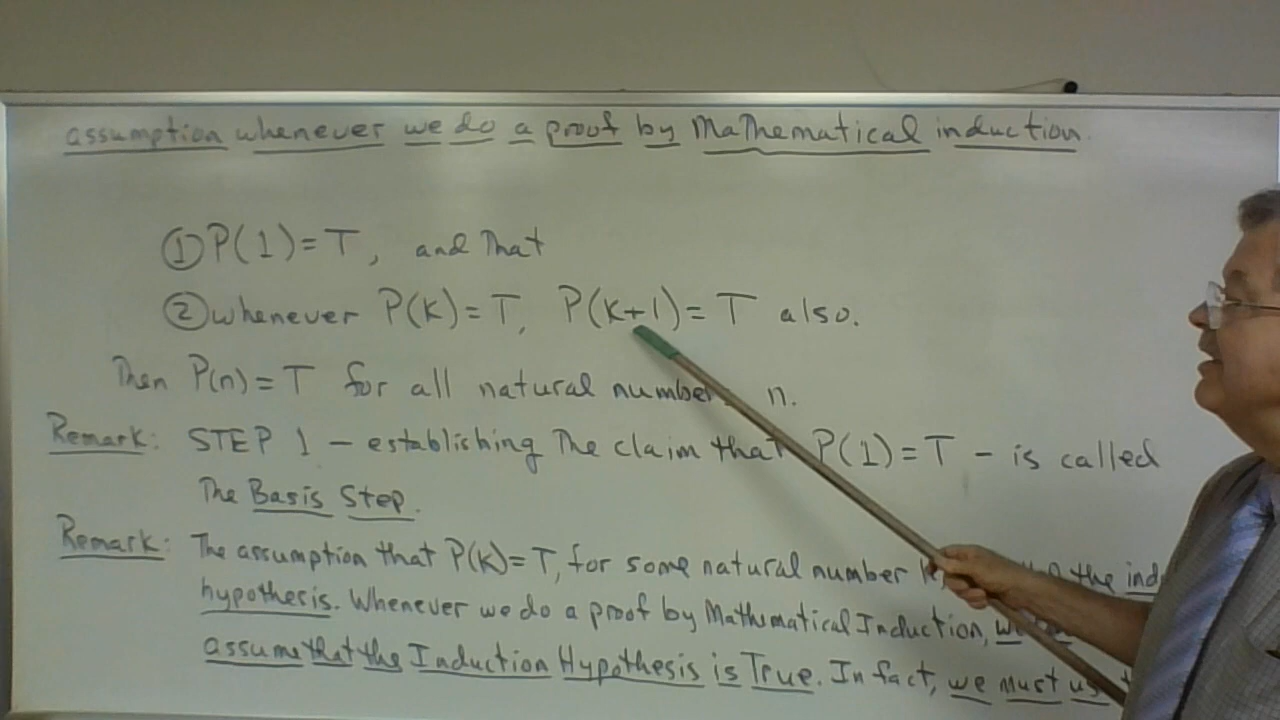 assumption whenever we do a proof by Mathematical induction.
① P(1)=T, and That
② whenever P(k)=T, P(k+1)=T also.
Then P(n)=T for all natural number n.
Remark: STEP 1 – establishing The claim that P(1)=T – is called
The Basis Step.
Remark: The assumption that P(k)=T, for some natural number the
hypothesis. Whenever we do a proof by Mathematical Induction,
assume that the Induction Hypothesis is True. In fact, we must